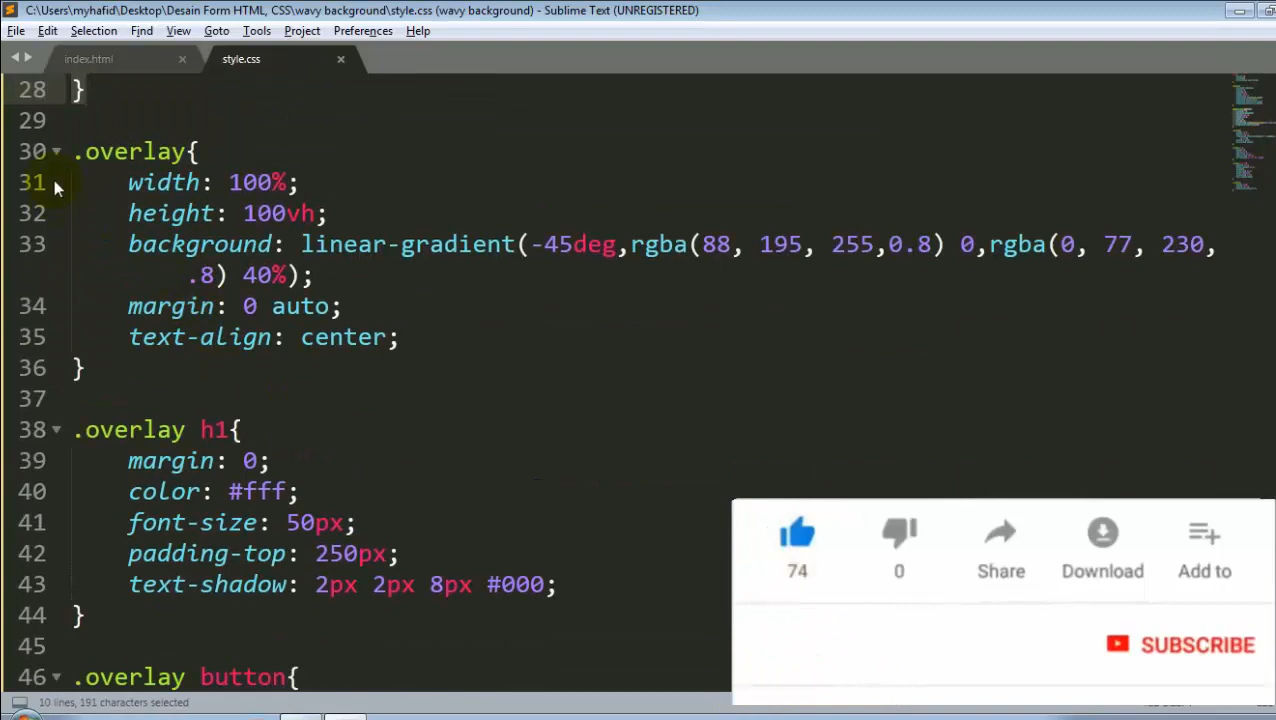 C:\Users\myhafid\Desktop\Desain Form HTML, CSS\wavy background\style.css (wavy background) - Sublime Text (UNREGISTERED)
File Edit Selection Find View Goto Tools Project Preferences Help
index.html style.css
28 }
29
30 .overlay{
31 width: 100%;
32 height: 100vh;
33 background: linear-gradient(-45deg,rgba(88, 195, 255,0.8) 0,rgba(0, 77, 230,
.8) 40%);
34 margin: 0 auto;
35 text-align: center;
36 }
37
38 .overlay h1{
39 margin: 0;
40 color: #fff;
41 font-size: 50px;
42 padding-top: 250px;
43 text-shadow: 2px 2px 8px #000;
44 }
45
46 .overlay button{
74 0 Share Download Add to
SUBSCRIBE
10 lines, 191 characters selected